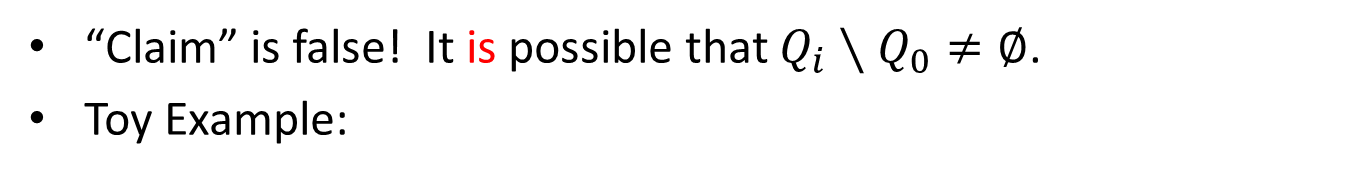 • “Claim” is false! It is possible that 𝑄ᵢ \ 𝑄₀ ≠ ∅.
• Toy Example: